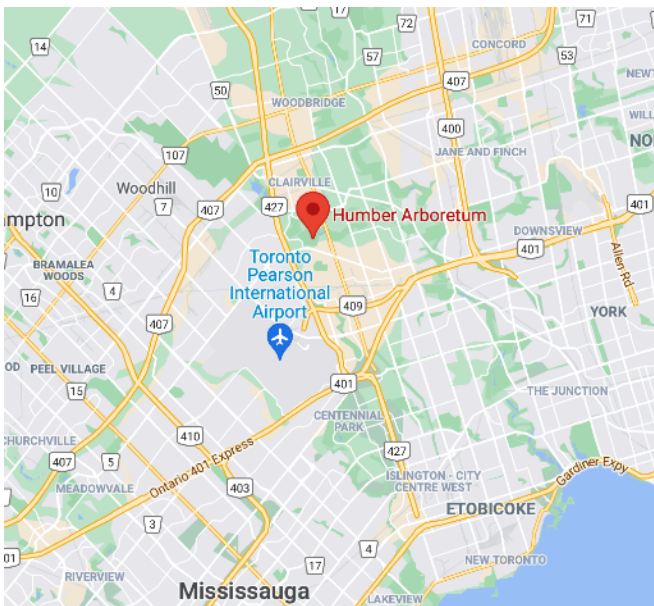 17
72
71
14
57
CONCORD
53
407
NEWT
50
WOODBRIDGE
WILL
400
NO
107
JANE AND FINCH
CLAIRVILLE
10
Woodhill
7
407
427
Humber Arboretum
401
ampton
DOWNSVIEW
401
Toronto
Pearson
International
Airport
BRAMALEA
WOODS
4
Allen Rd
16
409
YORK
407
OD
PEEL VILLAGE
401
15
THE JUNCTION
CENTENNIAL
PARK
CHURCHVILLE
410
427
407
5
Ontario 401 Express
Gardiner Expy
ISLINGTON - CITY
CENTRE WEST
MEADOWVALE
403
ETOBICOKE
3
4
01
17
NEW TORONTO
RIVERVIEW
Mississauga
LAKEVIEW